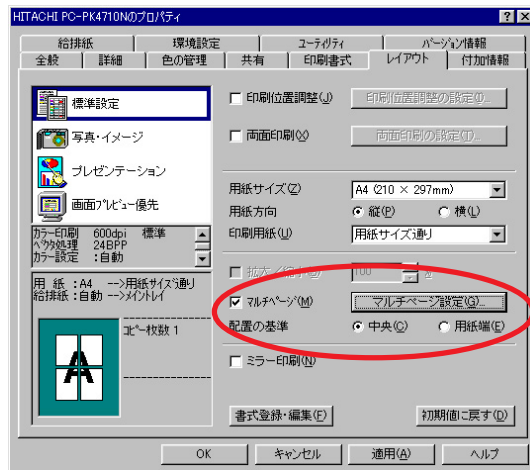 HITACHI PC-PK4710Nのプロパティ
給排紙 環境設定 ユーティリティ バージョン情報
全般 詳細 色の管理 共有 印刷書式 レイアウト 付加情報
標準設定
写真・イメージ
プレゼンテーション
画面プレビュー優先
カラー印刷 600dpi 標準
ベクタ処理 24BPP
カラー設定 :自動
用 紙 :A4 -->用紙サイズ通り
給排紙 :自動 -->メイントレイ
コピー枚数 1
A
印刷位置調整(J) 印刷位置調整の設定(I)...
両面印刷(X) 両面印刷の設定(T)...
用紙サイズ(Z) A4 (210 × 297mm)
用紙方向 縦(P) 横(L)
印刷用紙(U) 用紙サイズ通り
拡大/縮小 100 %
マルチページ(M) マルチページ設定(G)...
配置の基準 中央(C) 用紙端(E)
ミラー印刷(N)
書式登録・編集(F) 初期値に戻す(D)
OK キャンセル 適用(A) ヘルプ